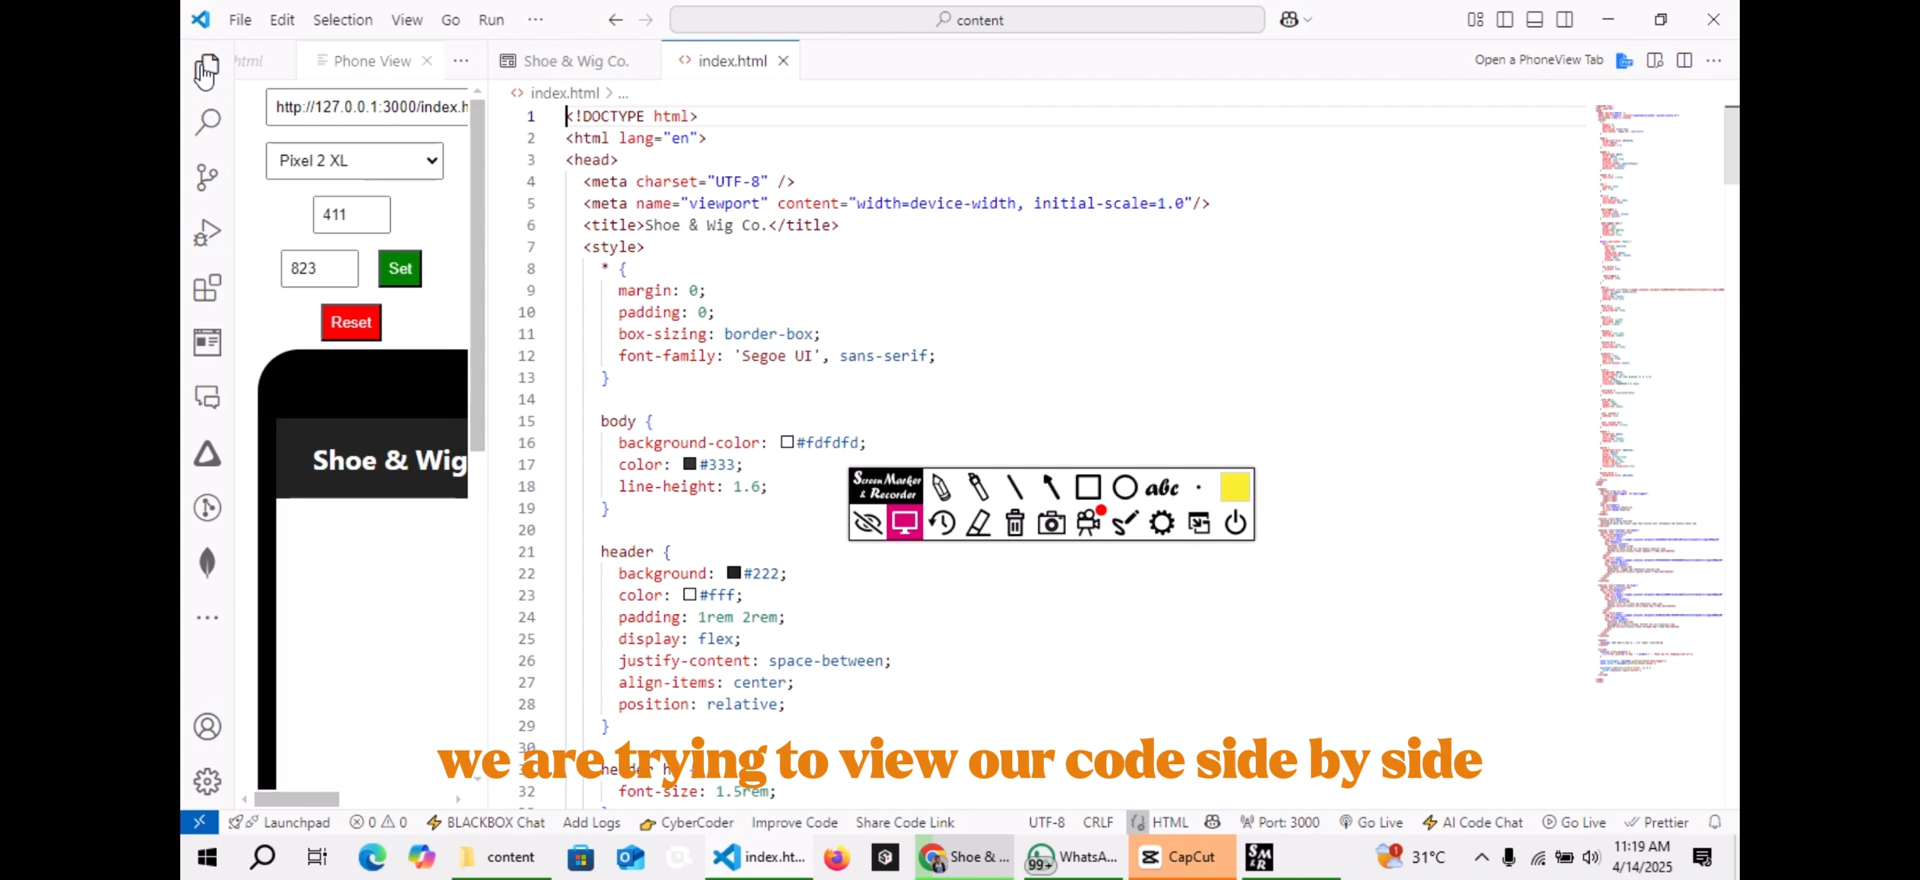 File Edit Selection View Go Run ··· content
html Phone View ··· Shoe & Wig Co. index.html Open a PhoneView Tab ···
index.html > ...
http://127.0.0.1:3000/index.h
Pixel 2 XL
411
823 Set
Reset
Shoe & Wig
1 <!DOCTYPE html>
2 <html lang="en">
3 <head>
4 <meta charset="UTF-8" />
5 <meta name="viewport" content="width=device-width, initial-scale=1.0"/>
6 <title>Shoe & Wig Co.</title>
7 <style>
8 * {
9 margin: 0;
10 padding: 0;
11 box-sizing: border-box;
12 font-family: 'Segoe UI', sans-serif;
13 }
14
15 body {
16 background-color: #fdfdfd;
17 color: #333;
18 line-height: 1.6;
19 }
20
21 header {
22 background: #222;
23 color: #fff;
24 padding: 1rem 2rem;
25 display: flex;
26 justify-content: space-between;
27 align-items: center;
28 position: relative;
29 }
30
32 font-size: 1.5rem;
Screen Marker & Recorder abc
we are trying to view our code side by side
Launchpad 0 0 BLACKBOX Chat Add Logs CyberCoder Improve Code Share Code Link UTF-8 CRLF HTML Port: 3000 Go Live AI Code Chat Go Live Prettier
content index.ht... Shoe & ... 99+ WhatsA... CapCut SM&R 1 31°C 11:19 AM
4/14/2025